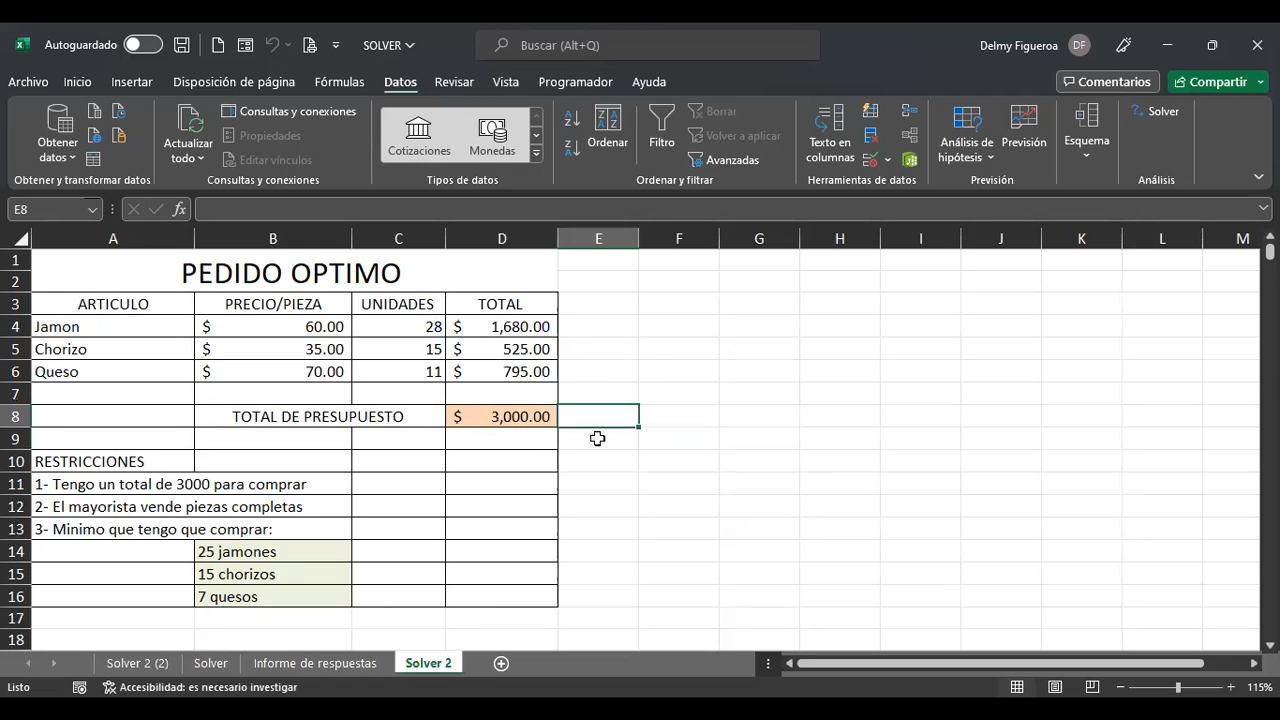 Autoguardado SOLVER Buscar (Alt+Q) Delmy Figueroa DF
Archivo Inicio Insertar Disposición de página Fórmulas Datos Revisar Vista Programador Ayuda Comentarios Compartir
Obtener datos
Actualizar todo
Consultas y conexiones
Propiedades
Editar vínculos
Cotizaciones Monedas
Ordenar
Filtro
Borrar
Volver a aplicar
Avanzadas
Texto en columnas
Análisis de hipótesis
Previsión
Esquema
Solver
Obtener y transformar datos Consultas y conexiones Tipos de datos Ordenar y filtrar Herramientas de datos Previsión Análisis
E8 fx
A B C D E F G H I J K L M
1
2 PEDIDO OPTIMO
3 ARTICULO PRECIO/PIEZA UNIDADES TOTAL
4 Jamon $ 60.00 28 $ 1,680.00
5 Chorizo $ 35.00 15 $ 525.00
6 Queso $ 70.00 11 $ 795.00
7
8 TOTAL DE PRESUPUESTO $ 3,000.00
9
10 RESTRICCIONES
11 1- Tengo un total de 3000 para comprar
12 2- El mayorista vende piezas completas
13 3- Minimo que tengo que comprar:
14 25 jamones
15 15 chorizos
16 7 quesos
17
18
Solver 2 (2) Solver Informe de respuestas Solver 2
Listo Accesibilidad: es necesario investigar 115%